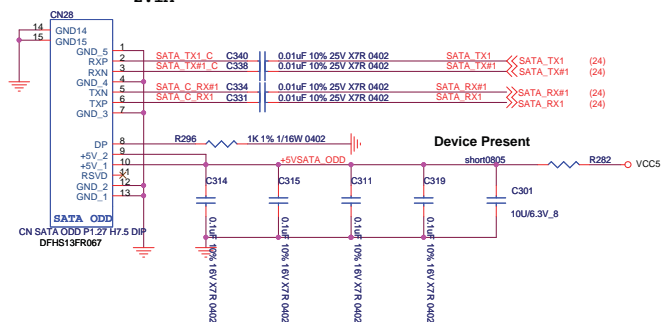 CN28
14 GND14
15 GND15
GND_5 1
RXP 2 SATA_TX1_C C340 0.01uF 10% 25V X7R 0402 SATA_TX1 SATA_TX1 (24)
RXN 3 SATA_TX#1_C C338 0.01uF 10% 25V X7R 0402 SATA_TX#1 SATA_TX#1 (24)
GND_4 4
TXN 5 SATA_C_RX#1 C334 0.01uF 10% 25V X7R 0402 SATA_RX#1 SATA_RX#1 (24)
TXP 6 SATA_C_RX1 C331 0.01uF 10% 25V X7R 0402 SATA_RX1 SATA_RX1 (24)
GND_3 7
DP 8 R296 1K 1% 1/16W 0402
Device Present
+5V_2 9
+5V_1 10 +5VSATA_ODD short0805 R282 VCC5
RSVD 11
GND_2 12
GND_1 13
C314 C315 C311 C319 C301
10U/6.3V_8
0.1uF 10% 16V X7R 0402
0.1uF 10% 16V X7R 0402
0.1uF 10% 16V X7R 0402
0.1uF 10% 16V X7R 0402
SATA ODD
CN SATA ODD P1.27 H7.5 DIP
DFHS13FR067